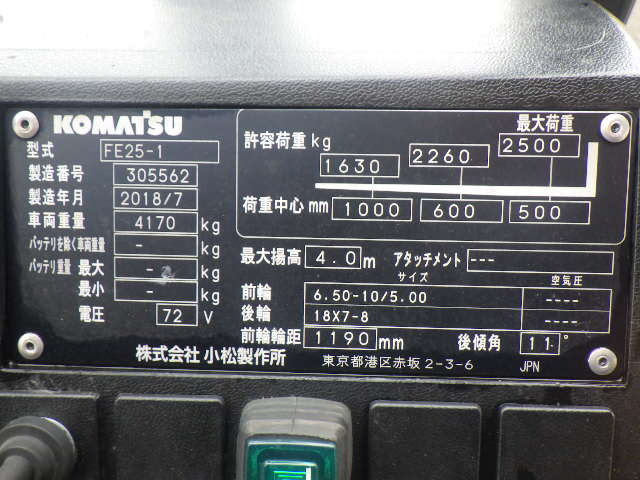 KOMATSU
型式 FE25-1
製造番号 305562
製造年月 2018/7
車両重量 4170 kg
バッテリを除く車両重量 - kg
バッテリ重量 最大 - kg
最小 - kg
電圧 72 V
最大荷重
許容荷重 kg 1630 2260 2500
荷重中心 mm 1000 600 500
最大揚高 4.0 m アタッチメント ---
サイズ 空気圧
前輪 6.50-10/5.00 ----
後輪 18X7-8 ----
前輪輪距 1190 mm 後傾角 11°
株式会社 小松製作所 東京都港区赤坂 2-3-6 JPN